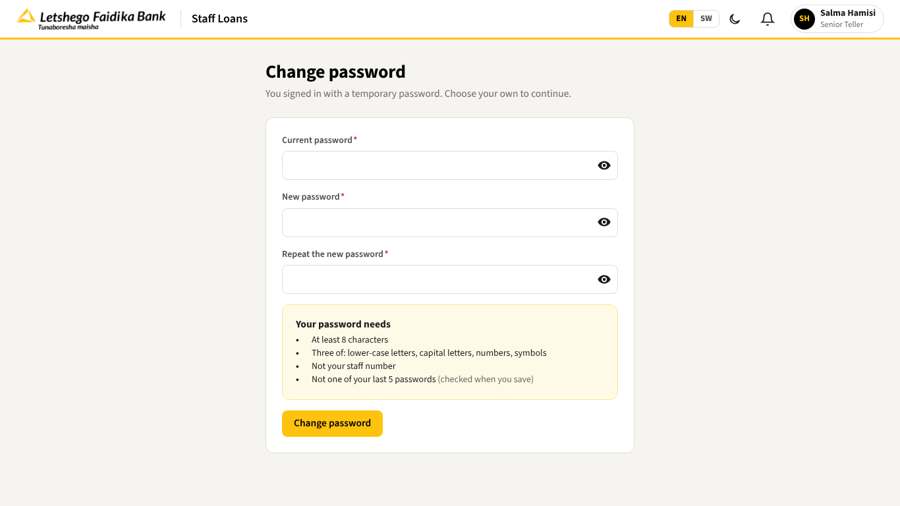 Letshego Faidika Bank
Tunaboresha maisha
Staff Loans
EN SW
SH
Salma Hamisi
Senior Teller
Change password
You signed in with a temporary password. Choose your own to continue.
Current password*
New password*
Repeat the new password*
Your password needs
• At least 8 characters
• Three of: lower-case letters, capital letters, numbers, symbols
• Not your staff number
• Not one of your last 5 passwords (checked when you save)
Change password